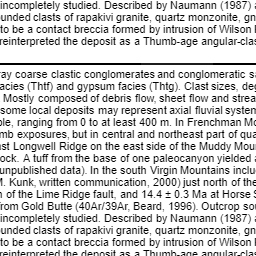 incompletely studied. Described by Naumann (1987)
unded clasts of rapakivi granite, quartz monzonite, gn
to be a contact breccia formed by intrusion of Wilson
reinterpreted the deposit as a Thumb-age angular-clas
ray coarse clastic conglomerates and conglomeratic sa
acies (Thtf) and gypsum facies (Thtg). Clast sizes, deg
Mostly composed of debris flow, sheet flow and strea
some local deposits may represent axial fluvial system
ble, ranging from 0 to at least 400 m. In Frenchman Mo
mb exposures, but in central and northeast part of qua
st Longwell Ridge on the east side of the Muddy Mou
ock. A tuff from the base of one paleocanyon yielded a
unpublished data). In the south Virgin Mountains inclu
M. Kunk, written communication, 2000) just north of the
n of the Lime Ridge fault, and 14.4 ± 0.3 Ma at Horse S
from Gold Butte (40Ar/39Ar, Beard, 1996). Outcrop sou
incompletely studied. Described by Naumann (1987) a
unded clasts of rapakivi granite, quartz monzonite, gn
to be a contact breccia formed by intrusion of Wilson
reinterpreted the deposit as a Thumb-age angular-clas